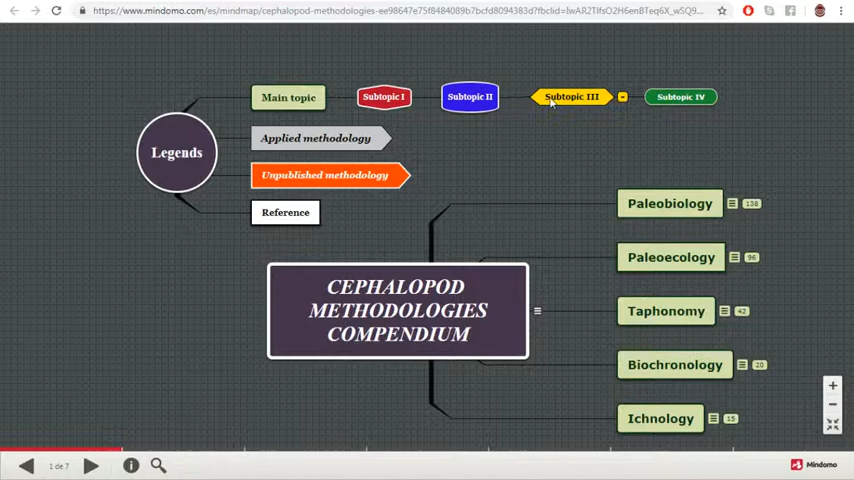 https://www.mindomo.com/es/mindmap/cephalopod-methodologies-ee98647e75f8484089b7bcfd8094383d?fbclid=IwAR2TlfsO2H6enBTeq6X_wSQ9...
Main topic
Subtopic I
Subtopic II
Subtopic III
-
Subtopic IV
Legends
Applied methodology
Unpublished methodology
Reference
CEPHALOPOD
METHODOLOGIES
COMPENDIUM
Paleobiology
138
Paleoecology
96
Taphonomy
42
Biochronology
20
Ichnology
15
+
−
1 de 7
Mindomo